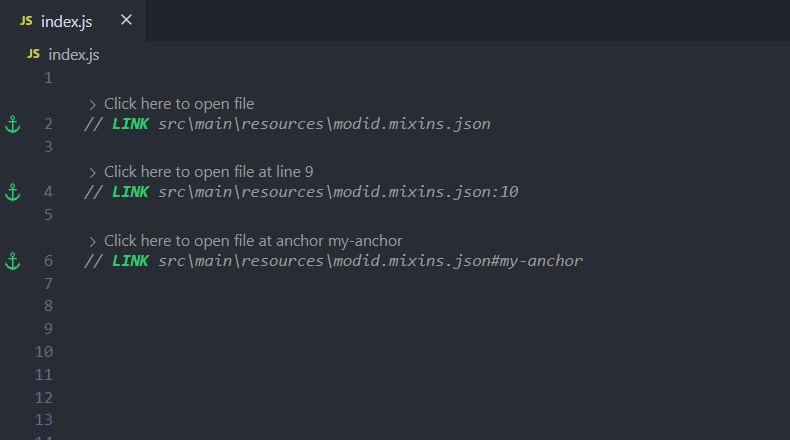 JS index.js ×
JS index.js
1
> Click here to open file
2 // LINK src\main\resources\modid.mixins.json
3
> Click here to open file at line 9
4 // LINK src\main\resources\modid.mixins.json:10
5
> Click here to open file at anchor my-anchor
6 // LINK src\main\resources\modid.mixins.json#my-anchor
7
8
9
10
11
12
13
14